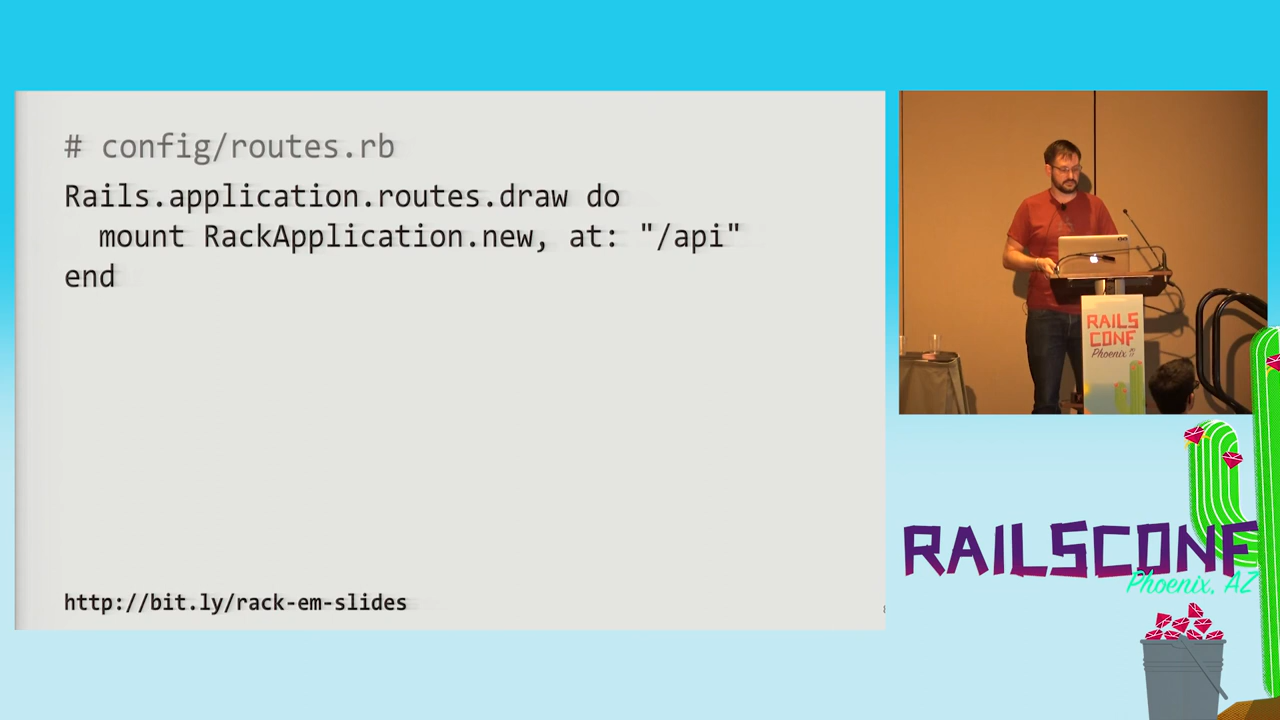 # config/routes.rb
Rails.application.routes.draw do
  mount RackApplication.new, at: "/api"
end
http://bit.ly/rack-em-slides
RAILS
CONF
Phoenix
RAILSCONF
Phoenix, AZ